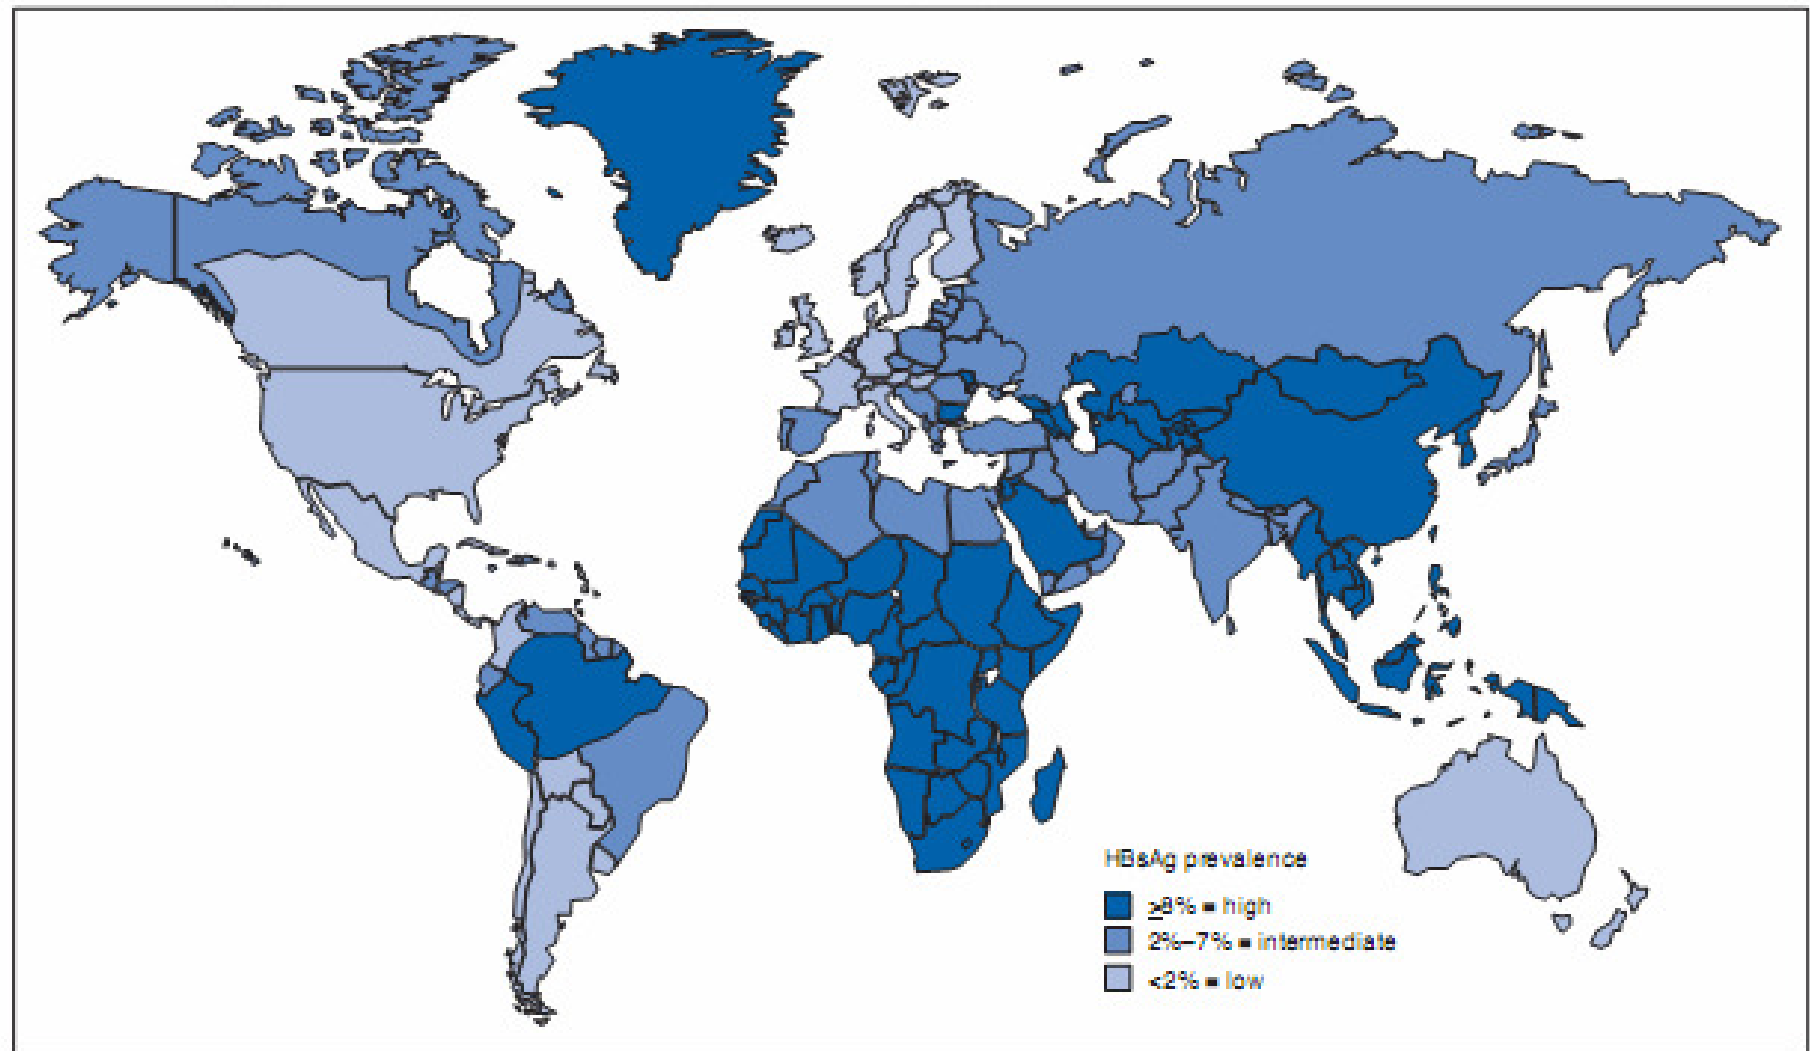 HBsAg prevalence
≥8% = high
2%–7% = intermediate
<2% = low